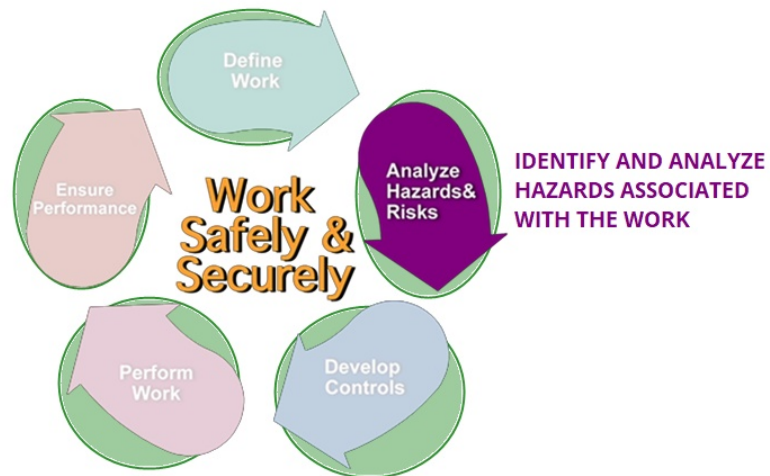 Define
Work
Analyze
Hazards&
Risks
IDENTIFY AND ANALYZE
HAZARDS ASSOCIATED
WITH THE WORK
Develop
Controls
Perform
Work
Ensure
Performance
Work
Safely &
Securely